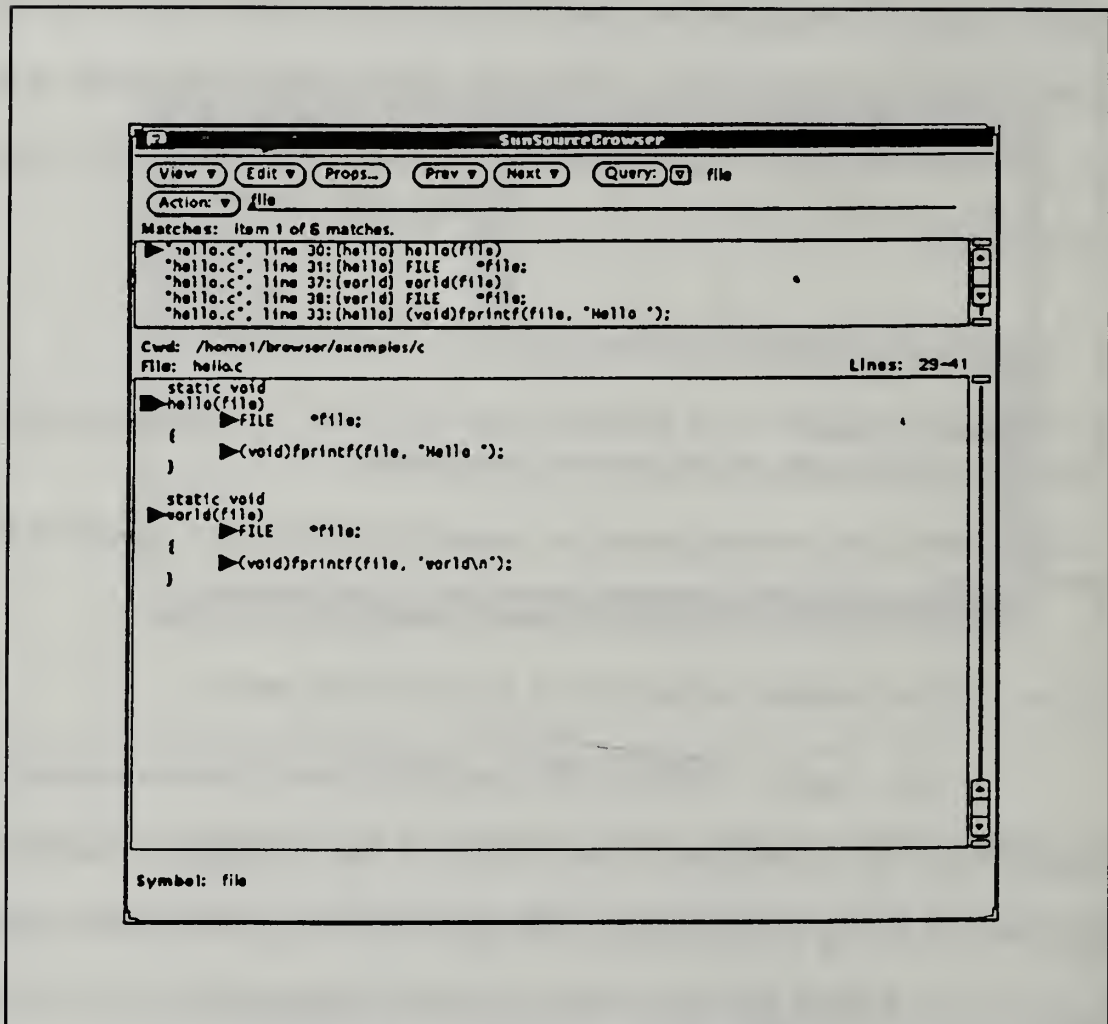 SunSourceBrowser
View Edit Props... Prev Next Query: file
Action: file
Matches: Item 1 of 6 matches.
"hello.c", line 30:[hello] hello(file)
"hello.c", line 31:[hello] FILE *file;
"hello.c", line 37:[world] world(file)
"hello.c", line 38:[world] FILE *file;
"hello.c", line 33:[hello] (void)fprintf(file, "Hello ");
Cwd: /home1/browser/examples/c
File: hello.c Lines: 29-41
static void
hello(file)
FILE *file;
{
(void)fprintf(file, "Hello ");
}
static void
world(file)
FILE *file;
{
(void)fprintf(file, "world\n");
}
Symbol: file